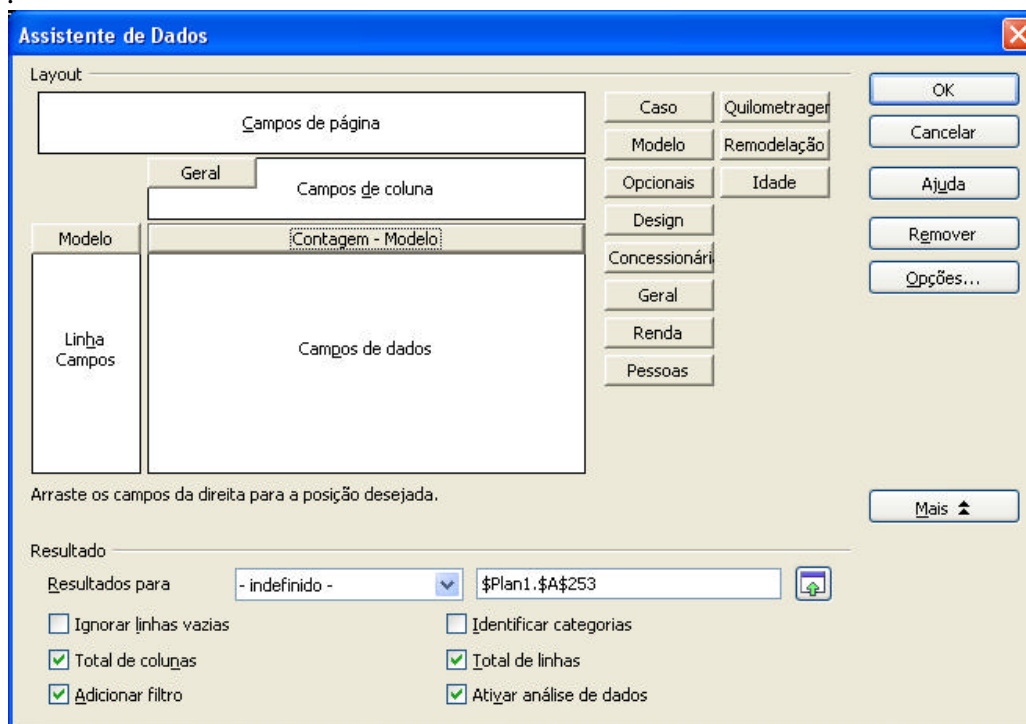 Assistente de Dados
Layout
Campos de página
Geral
Campos de coluna
Modelo
Contagem - Modelo
Linha
Campos
Campos de dados
Caso
Quilometrager
Modelo
Remodelação
Opcionais
Idade
Design
Concessionári
Geral
Renda
Pessoas
OK
Cancelar
Ajuda
Remover
Opções...
Arraste os campos da direita para a posição desejada.
Mais
Resultado
Resultados para
- indefinido -
$Plan1.$A$253
Ignorar linhas vazias
Identificar categorias
Total de colunas
Total de linhas
Adicionar filtro
Ativar análise de dados